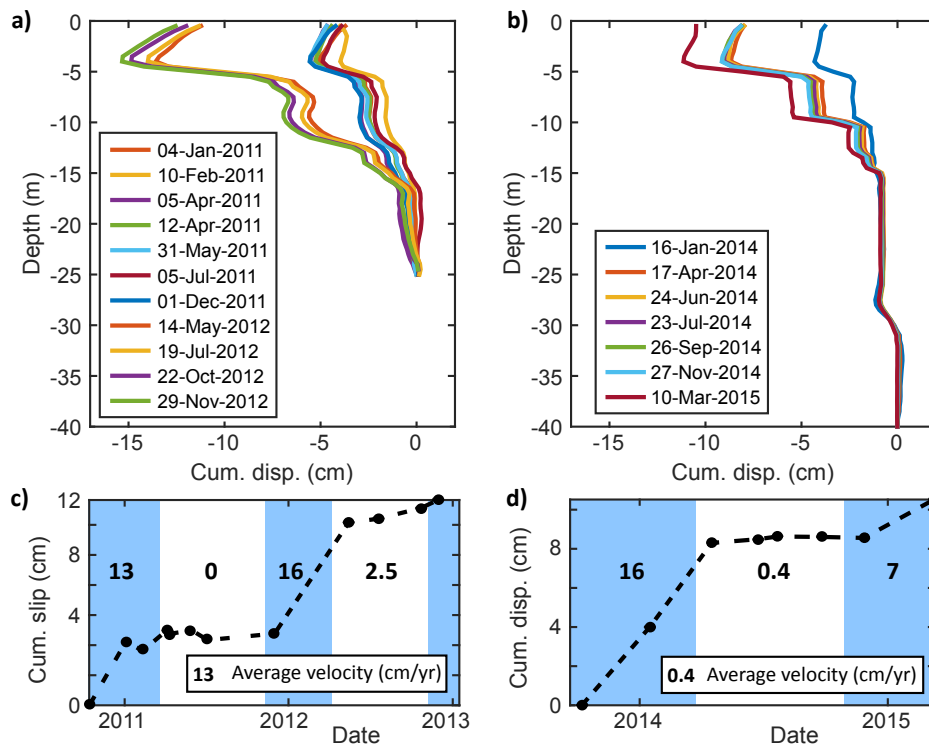 a)
0
-5
-10
-15
-20
-25
-30
-35
-40
Depth (m)
04-Jan-2011
10-Feb-2011
05-Apr-2011
12-Apr-2011
31-May-2011
05-Jul-2011
01-Dec-2011
14-May-2012
19-Jul-2012
22-Oct-2012
29-Nov-2012
-15 -10 -5 0
Cum. disp. (cm)
b)
0
-5
-10
-15
-20
-25
-30
-35
-40
Depth (m)
16-Jan-2014
17-Apr-2014
24-Jun-2014
23-Jul-2014
26-Sep-2014
27-Nov-2014
10-Mar-2015
-15 -10 -5 0
Cum. disp. (cm)
c)
12
8
4
0
Cum. slip (cm)
13 0 16 2.5
13 Average velocity (cm/yr)
2011 2012 2013
Date
d)
8
4
0
Cum. disp. (cm)
16 0.4 7
0.4 Average velocity (cm/yr)
2014 2015
Date